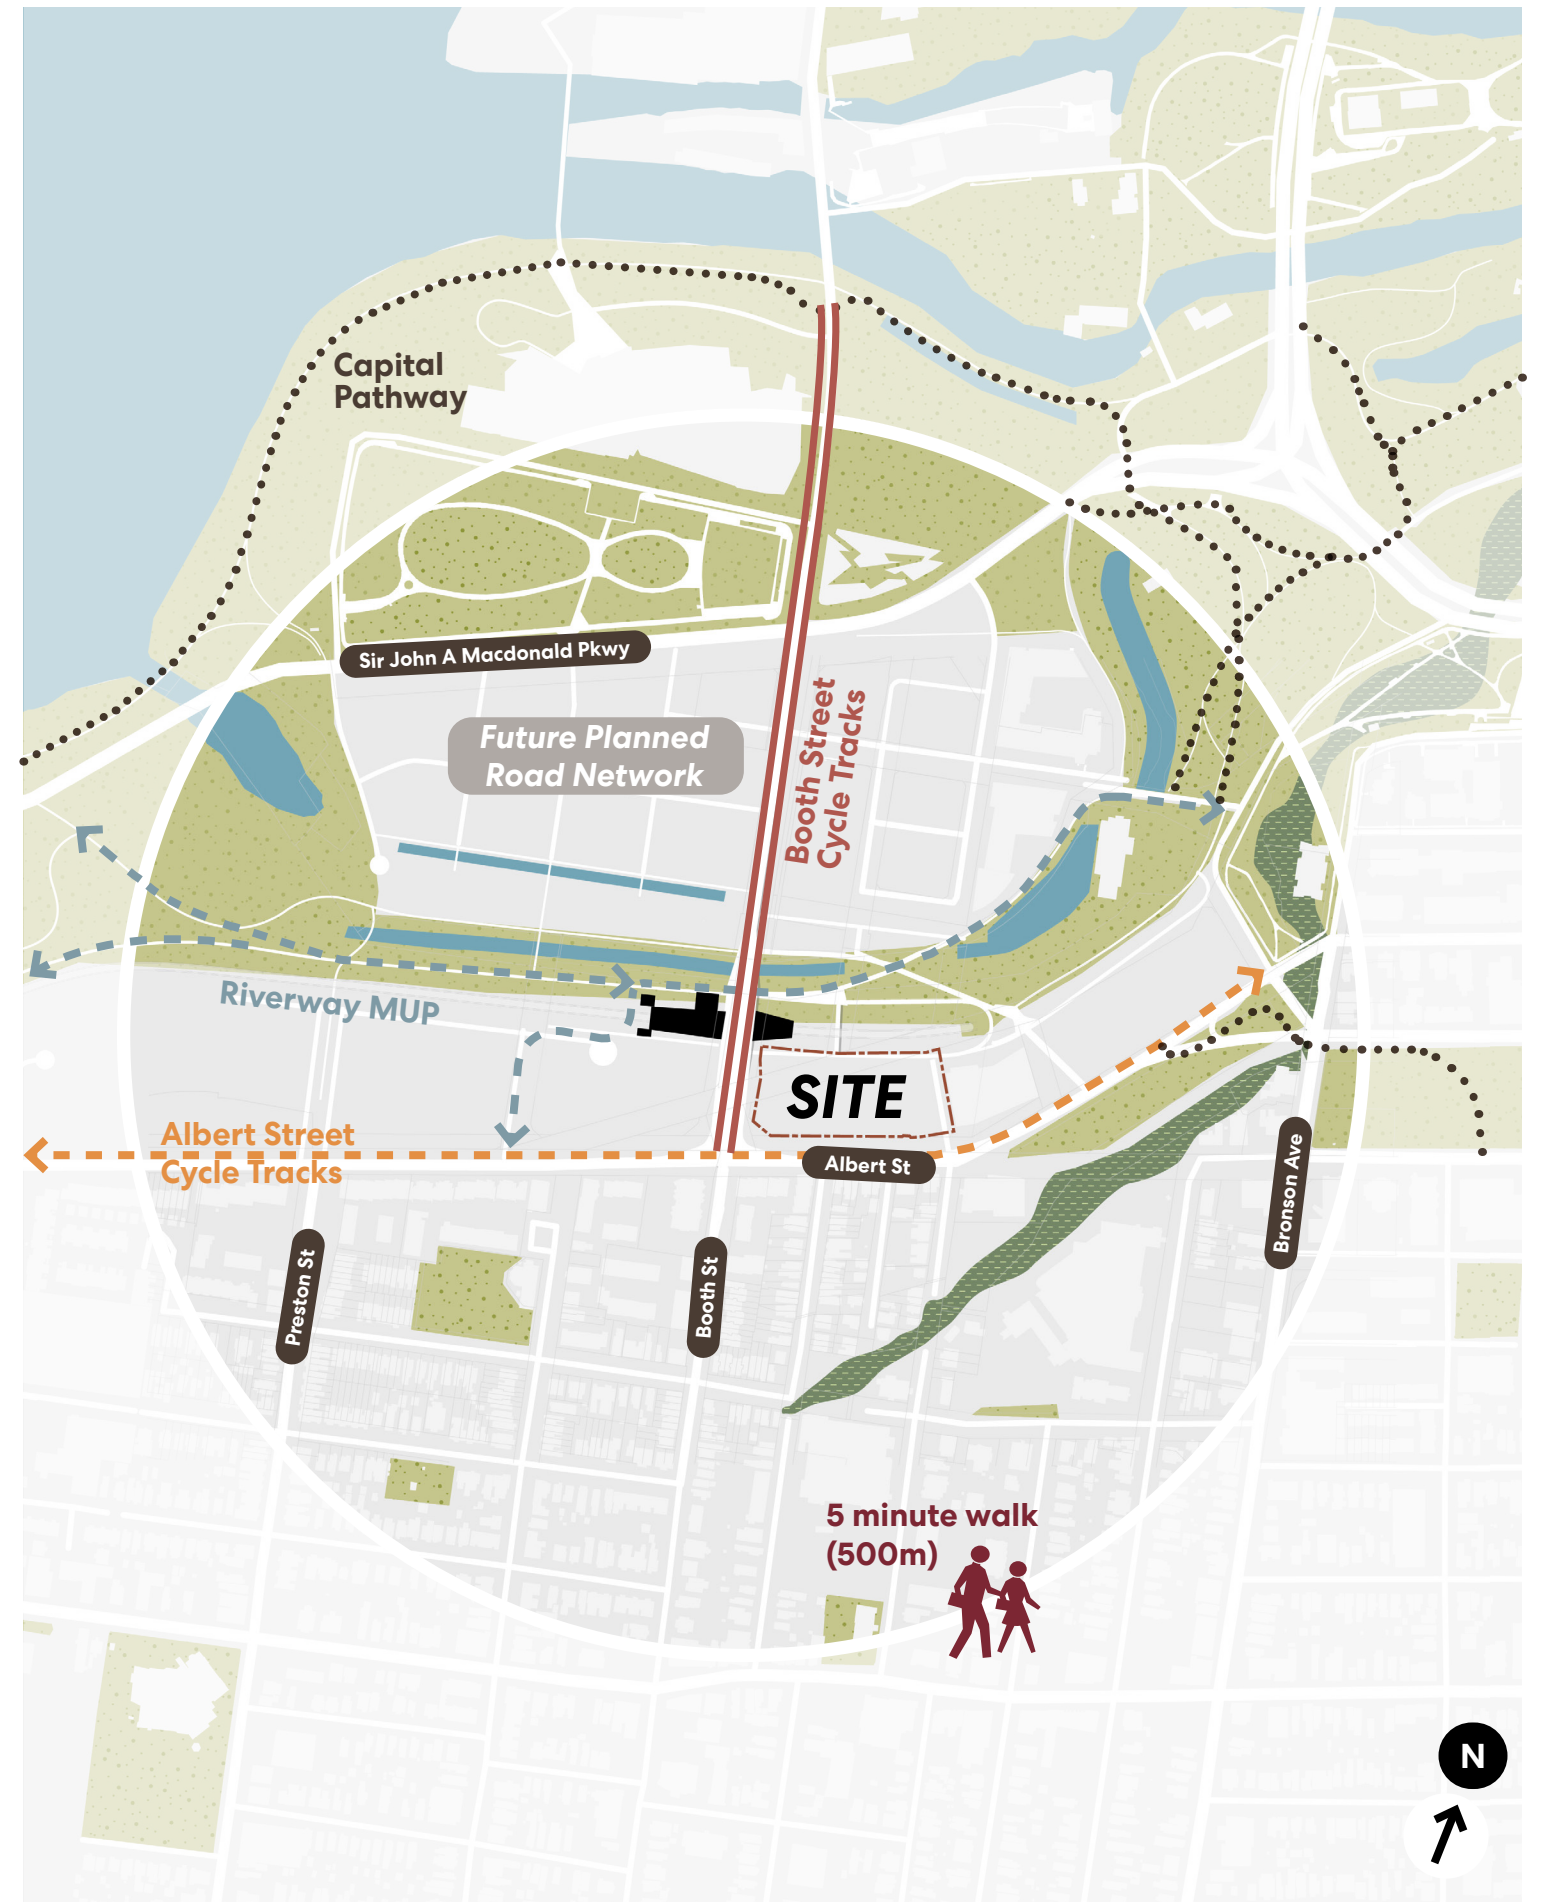 Capital
Pathway
Sir John A Macdonald Pkwy
Future Planned
Road Network
Booth Street
Cycle Tracks
Riverway MUP
SITE
Albert Street
Cycle Tracks
Albert St
Bronson Ave
Preston St
Booth St
5 minute walk
(500m)
N